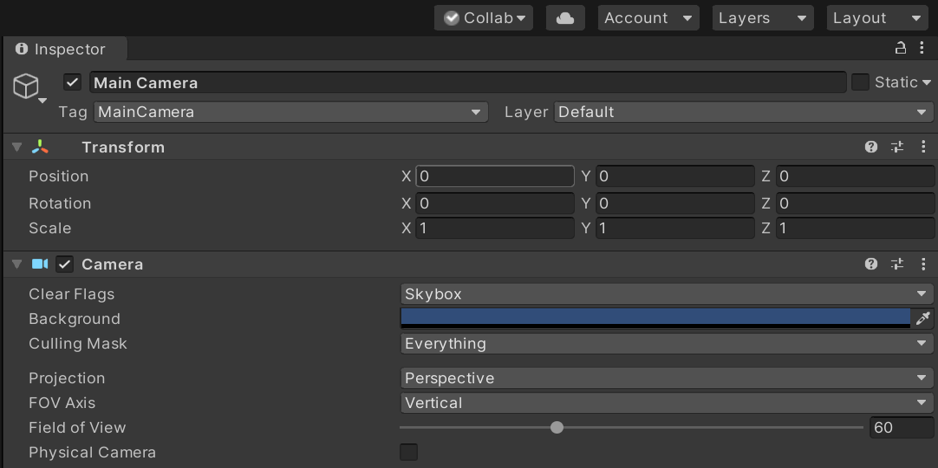 Collab Account Layers Layout
Inspector
Main Camera Static
Tag MainCamera Layer Default
Transform
Position X 0 Y 0 Z 0
Rotation X 0 Y 0 Z 0
Scale X 1 Y 1 Z 1
Camera
Clear Flags Skybox
Background
Culling Mask Everything
Projection Perspective
FOV Axis Vertical
Field of View 60
Physical Camera